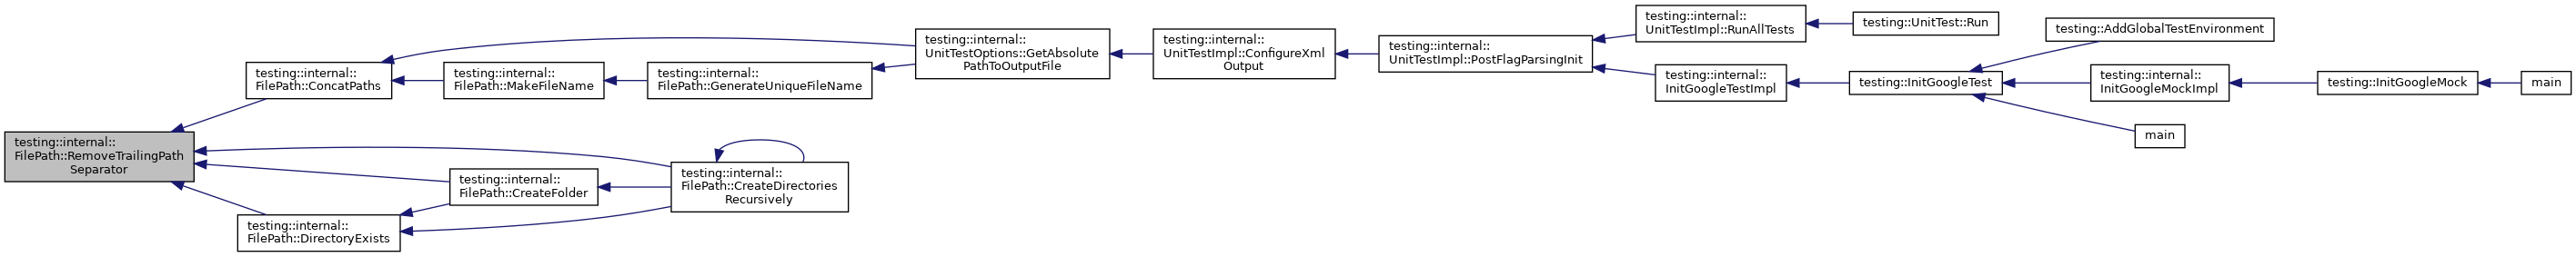 testing::internal::
FilePath::RemoveTrailingPath
Separator
testing::internal::
FilePath::ConcatPaths
testing::internal::
FilePath::MakeFileName
testing::internal::
FilePath::GenerateUniqueFileName
testing::internal::
UnitTestOptions::GetAbsolute
PathToOutputFile
testing::internal::
UnitTestImpl::ConfigureXml
Output
testing::internal::
UnitTestImpl::PostFlagParsingInit
testing::internal::
UnitTestImpl::RunAllTests
testing::UnitTest::Run
testing::internal::
InitGoogleTestImpl
testing::InitGoogleTest
testing::AddGlobalTestEnvironment
testing::internal::
InitGoogleMockImpl
testing::InitGoogleMock
main
main
testing::internal::
FilePath::CreateDirectories
Recursively
testing::internal::
FilePath::CreateFolder
testing::internal::
FilePath::DirectoryExists